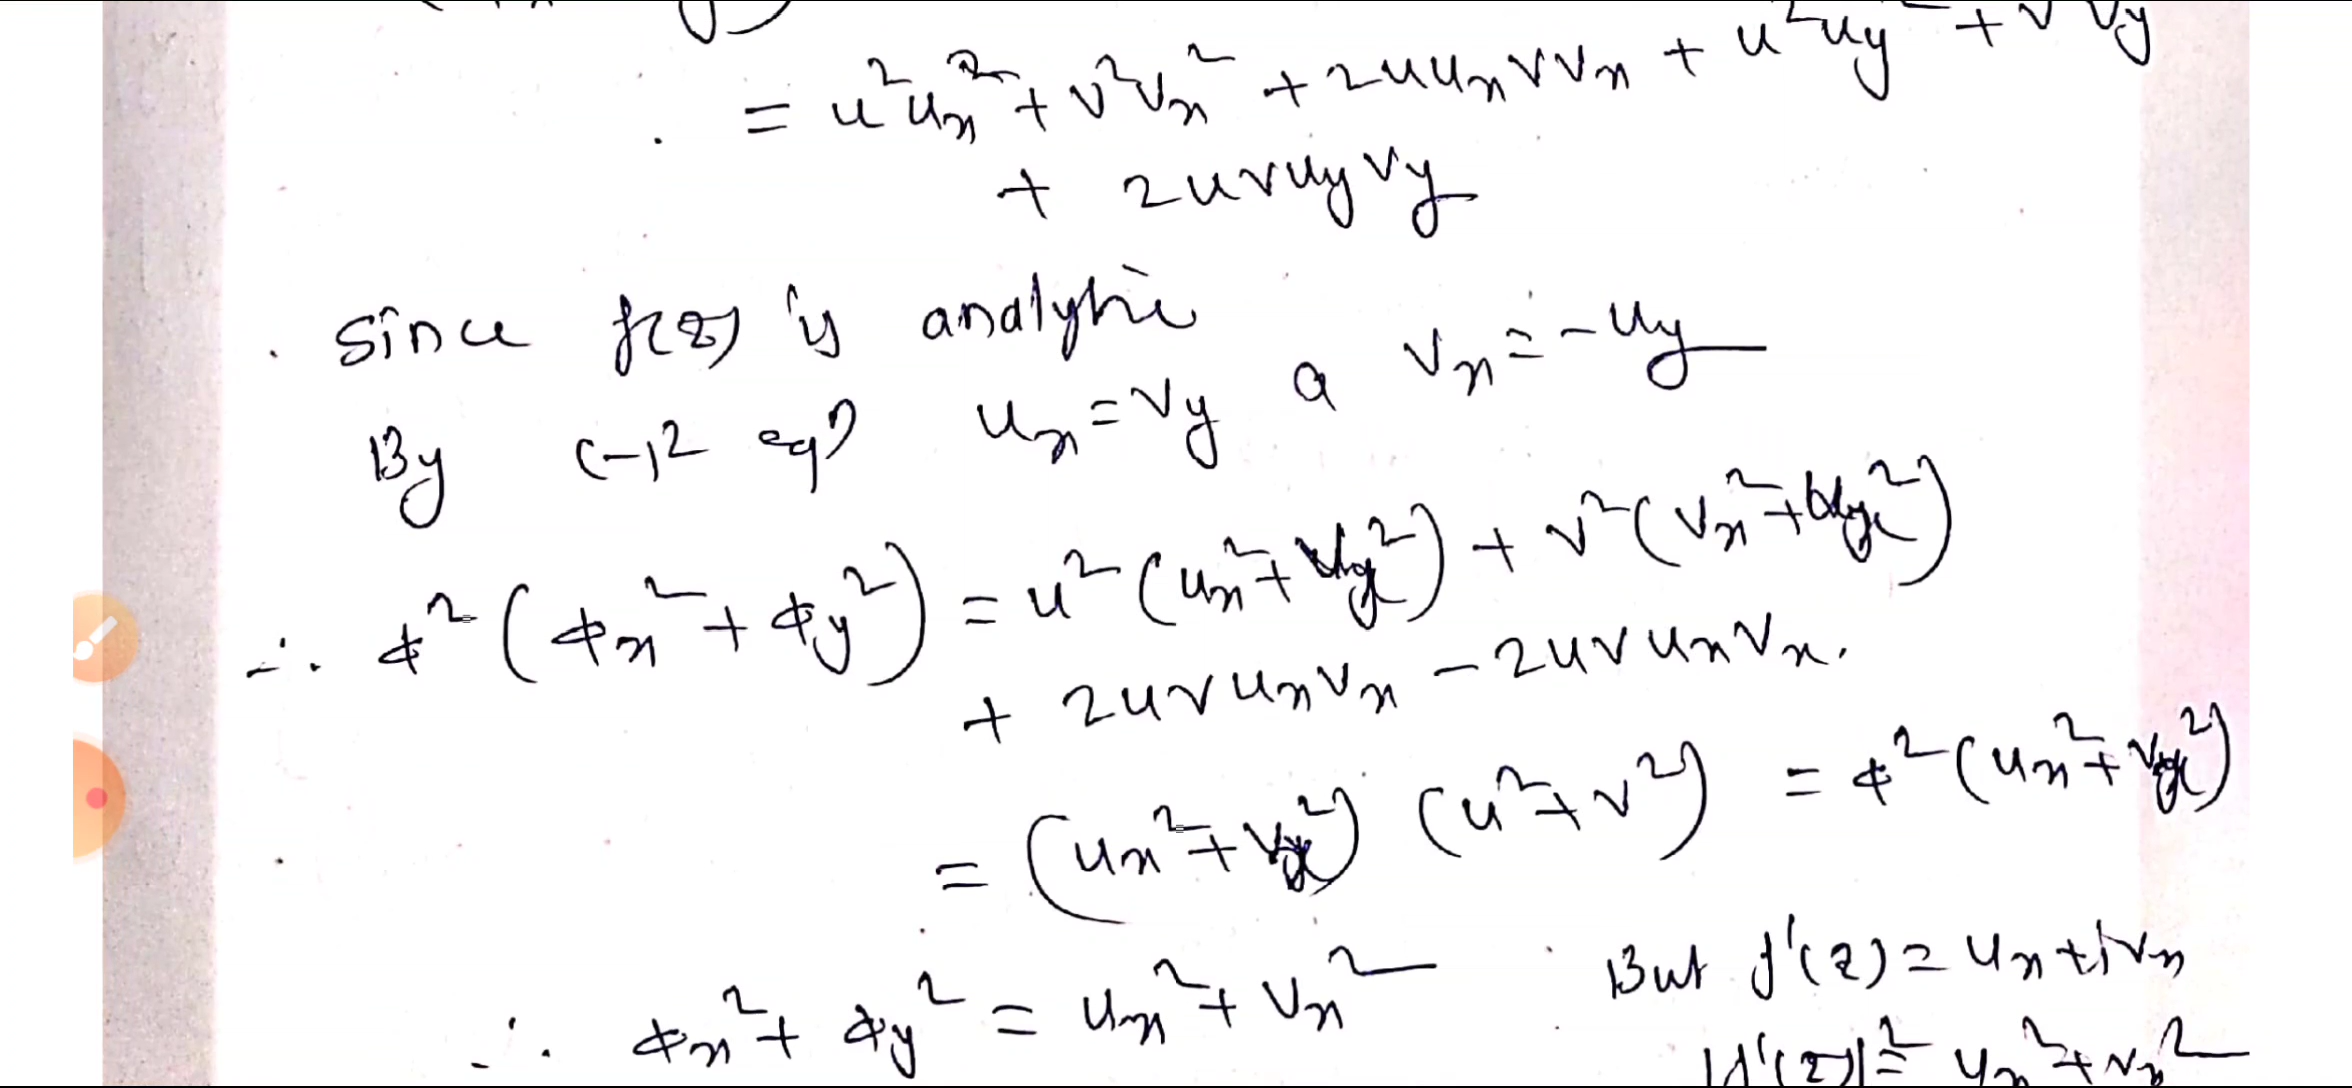 = u²uₓ² + v²vₓ² + 2uuₓvvₓ + u²u_y² + v²v_y
+ 2uvu_yv_y
Since f(z) is analytic
By C-R eqⁿ uₓ = v_y & vₓ = -u_y
∴ ϕ²(ϕₓ² + ϕ_y²) = u²(uₓ² + vₓ²) + v²(vₓ² + uₓ²)
+ 2uvuₓvₓ - 2uvuₓvₓ.
= (uₓ² + vₓ²) (u² + v²) = ϕ²(uₓ² + vₓ²)
∴ ϕₓ² + ϕ_y² = uₓ² + vₓ² But f'(z) = uₓ + ivₓ
|f'(z)|² = uₓ² + vₓ²